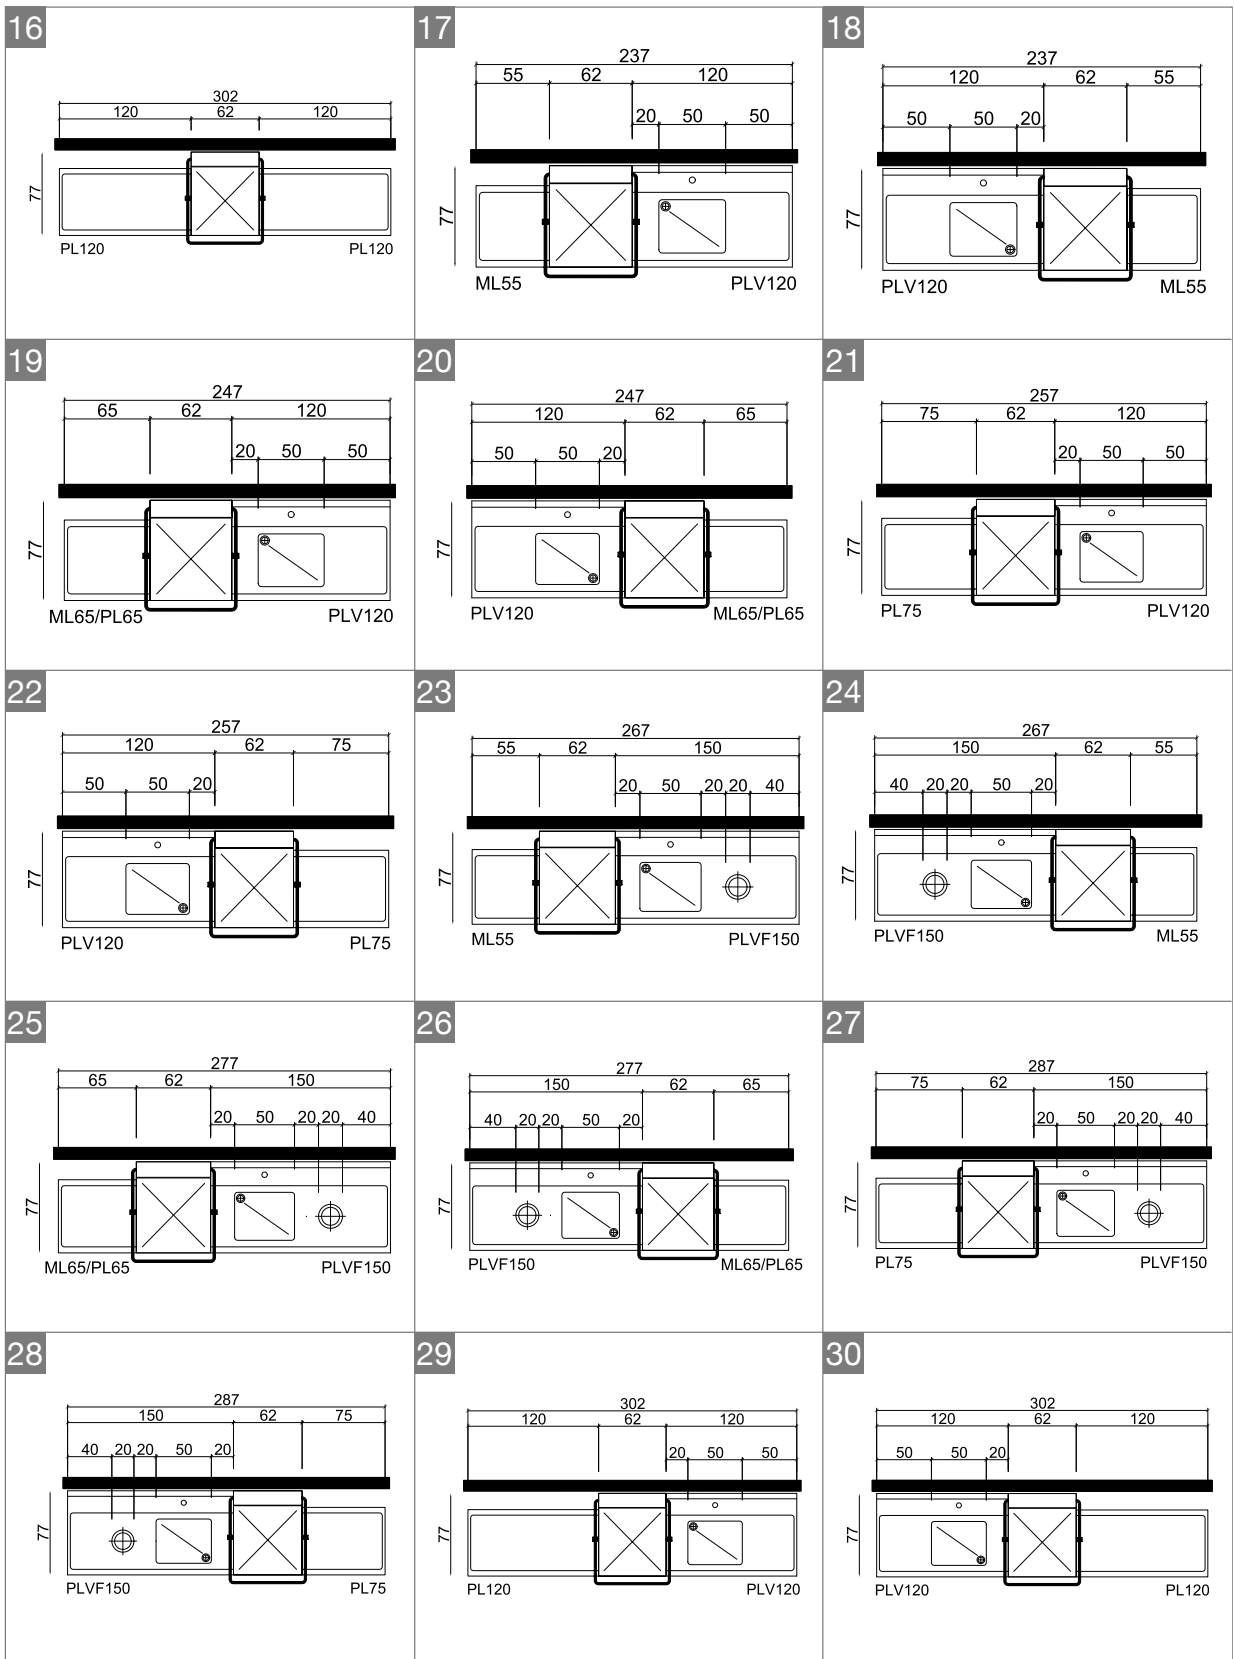 16
302
120 62 120
77
PL120 PL120
17
237
55 62 120
20 50 50
77
ML55 PLV120
18
237
120 62 55
50 50 20
77
PLV120 ML55
19
247
65 62 120
20 50 50
77
ML65/PL65 PLV120
20
247
120 62 65
50 50 20
77
PLV120 ML65/PL65
21
257
75 62 120
20 50 50
77
PL75 PLV120
22
257
120 62 75
50 50 20
77
PLV120 PL75
23
267
55 62 150
20 50 20 20 40
77
ML55 PLVF150
24
267
150 62 55
40 20 20 50 20
77
PLVF150 ML55
25
277
65 62 150
20 50 20 20 40
77
ML65/PL65 PLVF150
26
277
150 62 65
40 20 20 50 20
77
PLVF150 ML65/PL65
27
287
75 62 150
20 50 20 20 40
77
PL75 PLVF150
28
287
150 62 75
40 20 20 50 20
77
PLVF150 PL75
29
302
120 62 120
20 50 50
77
PL120 PLV120
30
302
120 62 120
50 50 20
77
PLV120 PL120